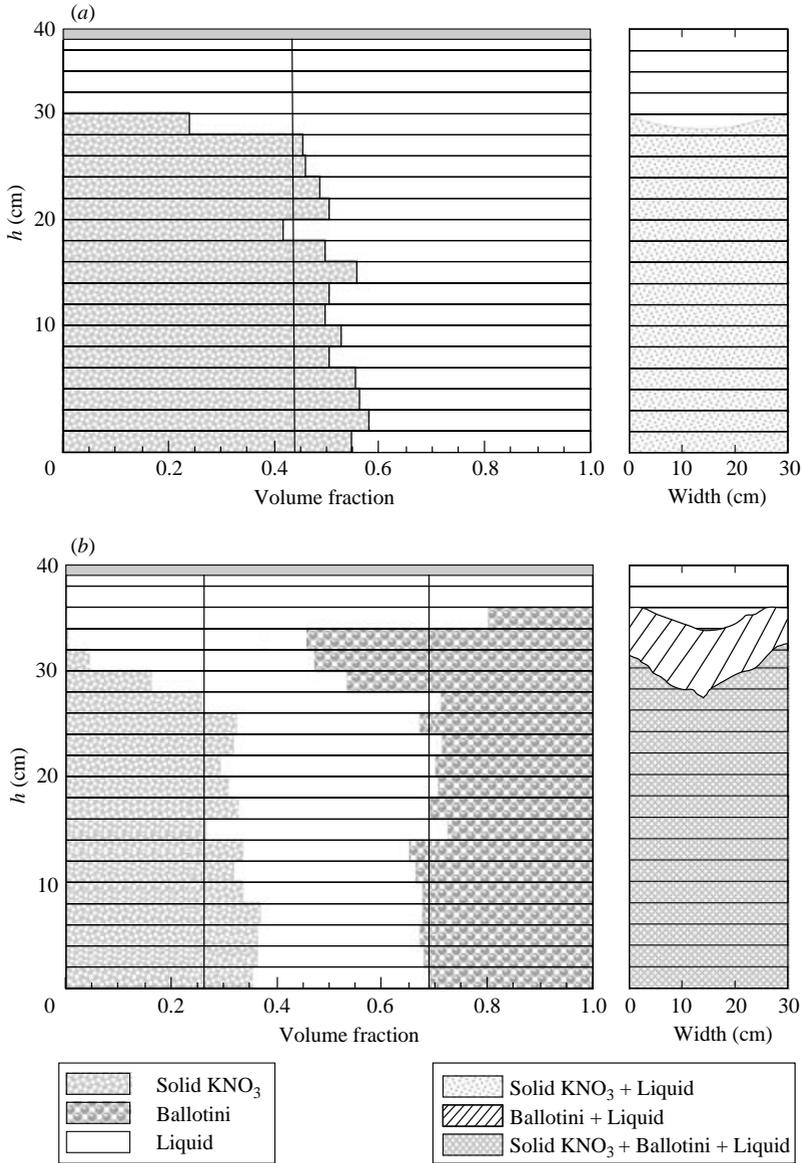 (a)
40
30
20
10
0
h (cm)
0.2
0.4
0.6
0.8
1.0
Volume fraction
0
10
20
30
Width (cm)
(b)
40
30
20
10
0
h (cm)
0.2
0.4
0.6
0.8
1.0
Volume fraction
0
10
20
30
Width (cm)
Solid KNO3
Ballotini
Liquid
Solid KNO3 + Liquid
Ballotini + Liquid
Solid KNO3 + Ballotini + Liquid